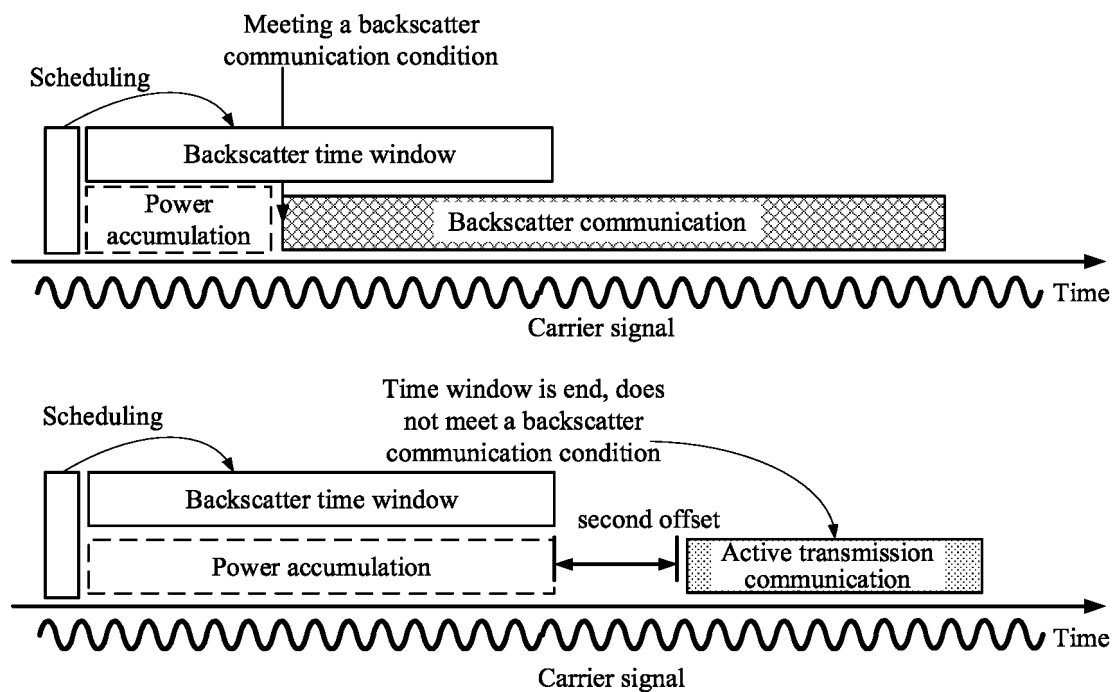 Meeting a backscatter
communication condition
Scheduling
Backscatter time window
Power
accumulation
Backscatter communication
Time
Carrier signal
Time window is end, does
not meet a backscatter
communication condition
Scheduling
Backscatter time window
second offset
Power accumulation
Active transmission
communication
Time
Carrier signal